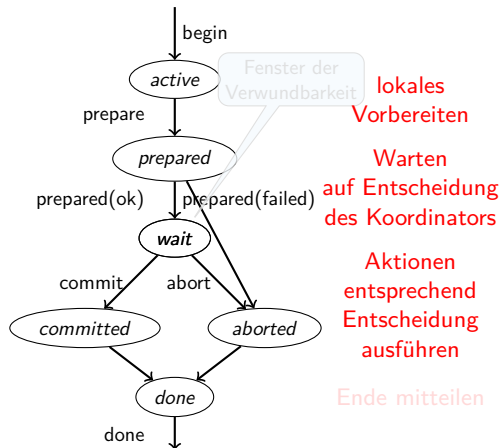 begin
Fenster der
Verwundbarkeit
active
lokales
Vorbereiten
prepare
prepared
Warten
auf Entscheidung
des Koordinators
prepared(ok)
prepared(failed)
wait
Aktionen
entsprechend
Entscheidung
ausführen
commit
abort
committed
aborted
done
Ende mitteilen
done